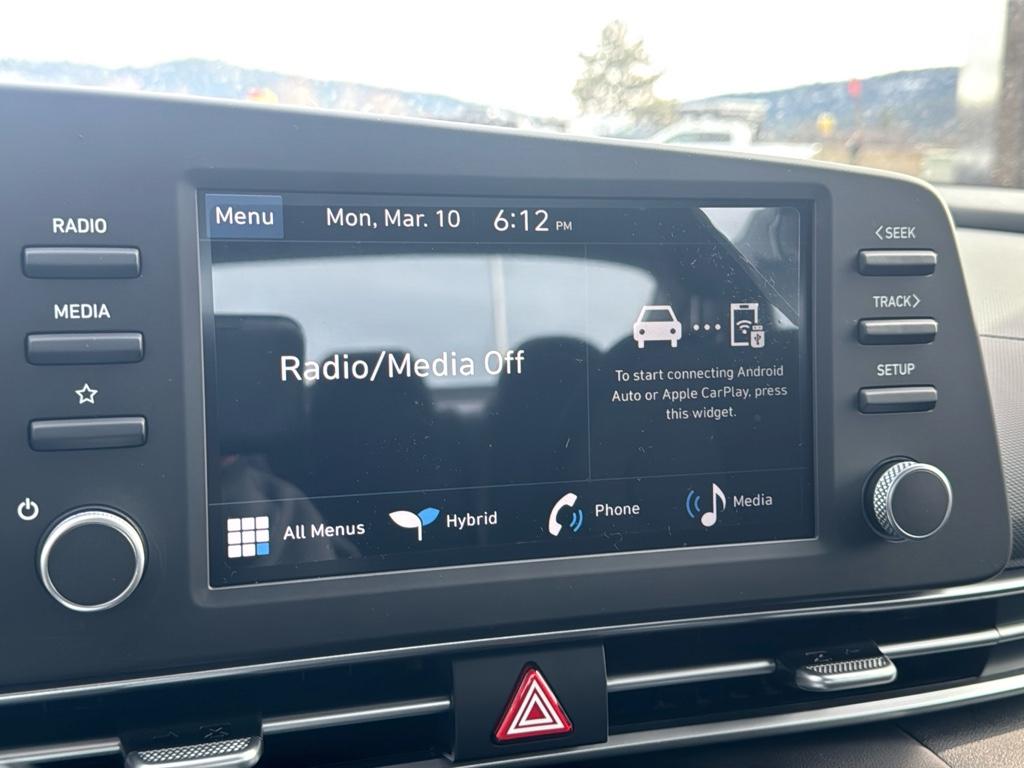 RADIO
MEDIA
Menu
Mon, Mar. 10
6:12 PM
Radio/Media Off
To start connecting Android
Auto or Apple CarPlay, press
this widget.
All Menus
Hybrid
Phone
Media
<SEEK
TRACK>
SETUP